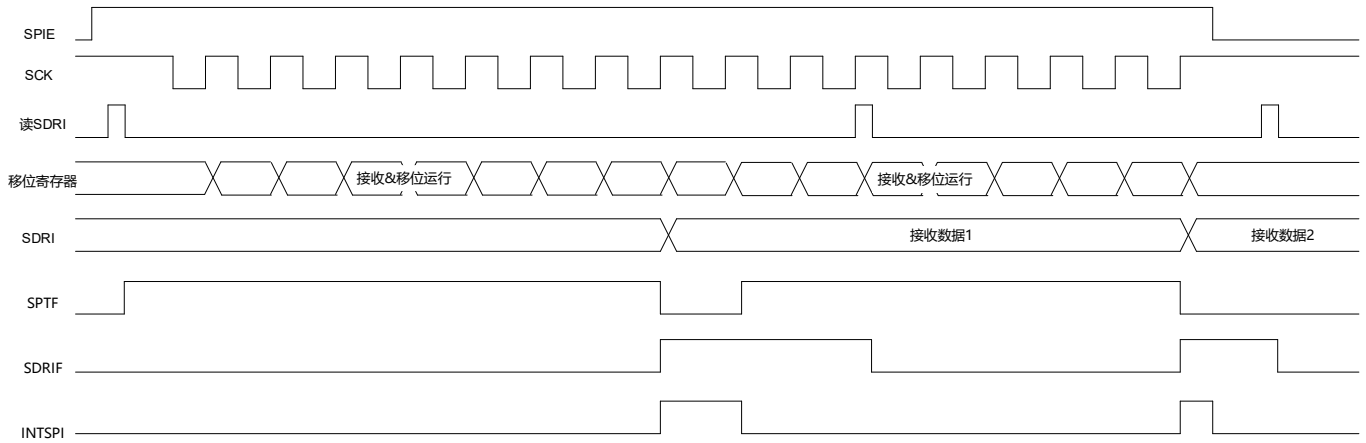 SPIE
SCK
读SDRI
移位寄存器
接收&移位运行
接收&移位运行
SDRI
接收数据1
接收数据2
SPTF
SDRIF
INTSPI